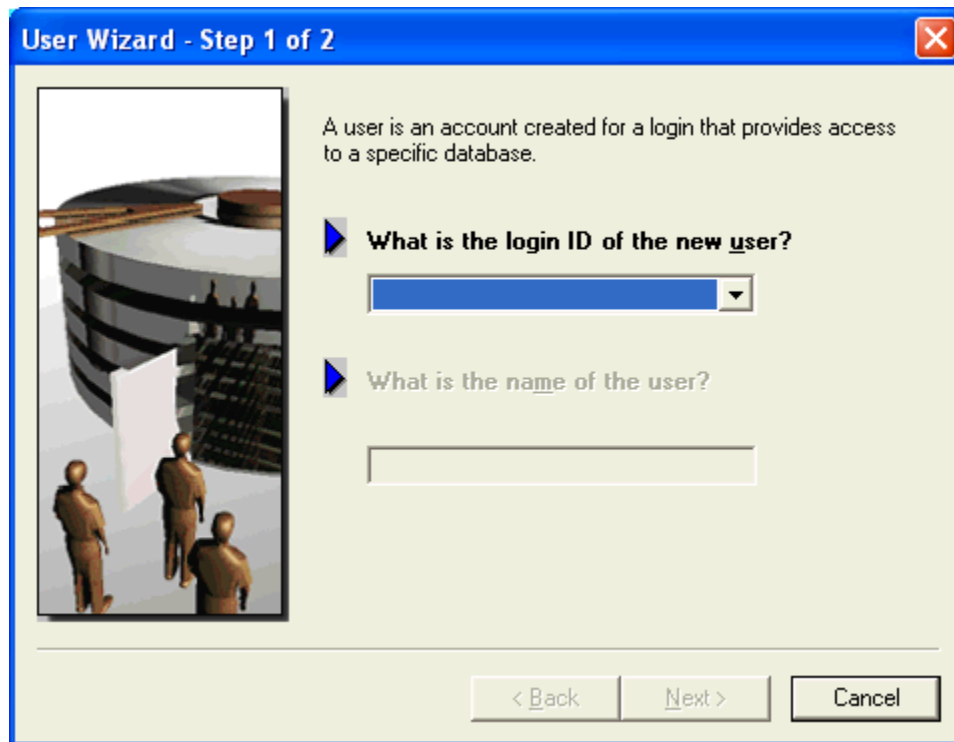 User Wizard - Step 1 of 2
A user is an account created for a login that provides access
to a specific database.
What is the login ID of the new user?
What is the name of the user?
< Back
Next >
Cancel